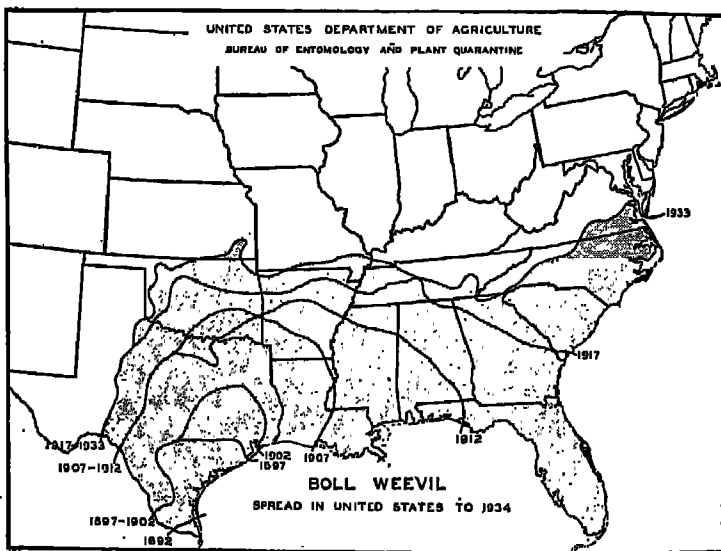 UNITED STATES DEPARTMENT OF AGRICULTURE
BUREAU OF ENTOMOLOGY AND PLANT QUARANTINE
1933
1917
1917-1933
1907-1912
1902
1897
1907
1912
BOLL WEEVIL
SPREAD IN UNITED STATES TO 1934
1897-1902
1892